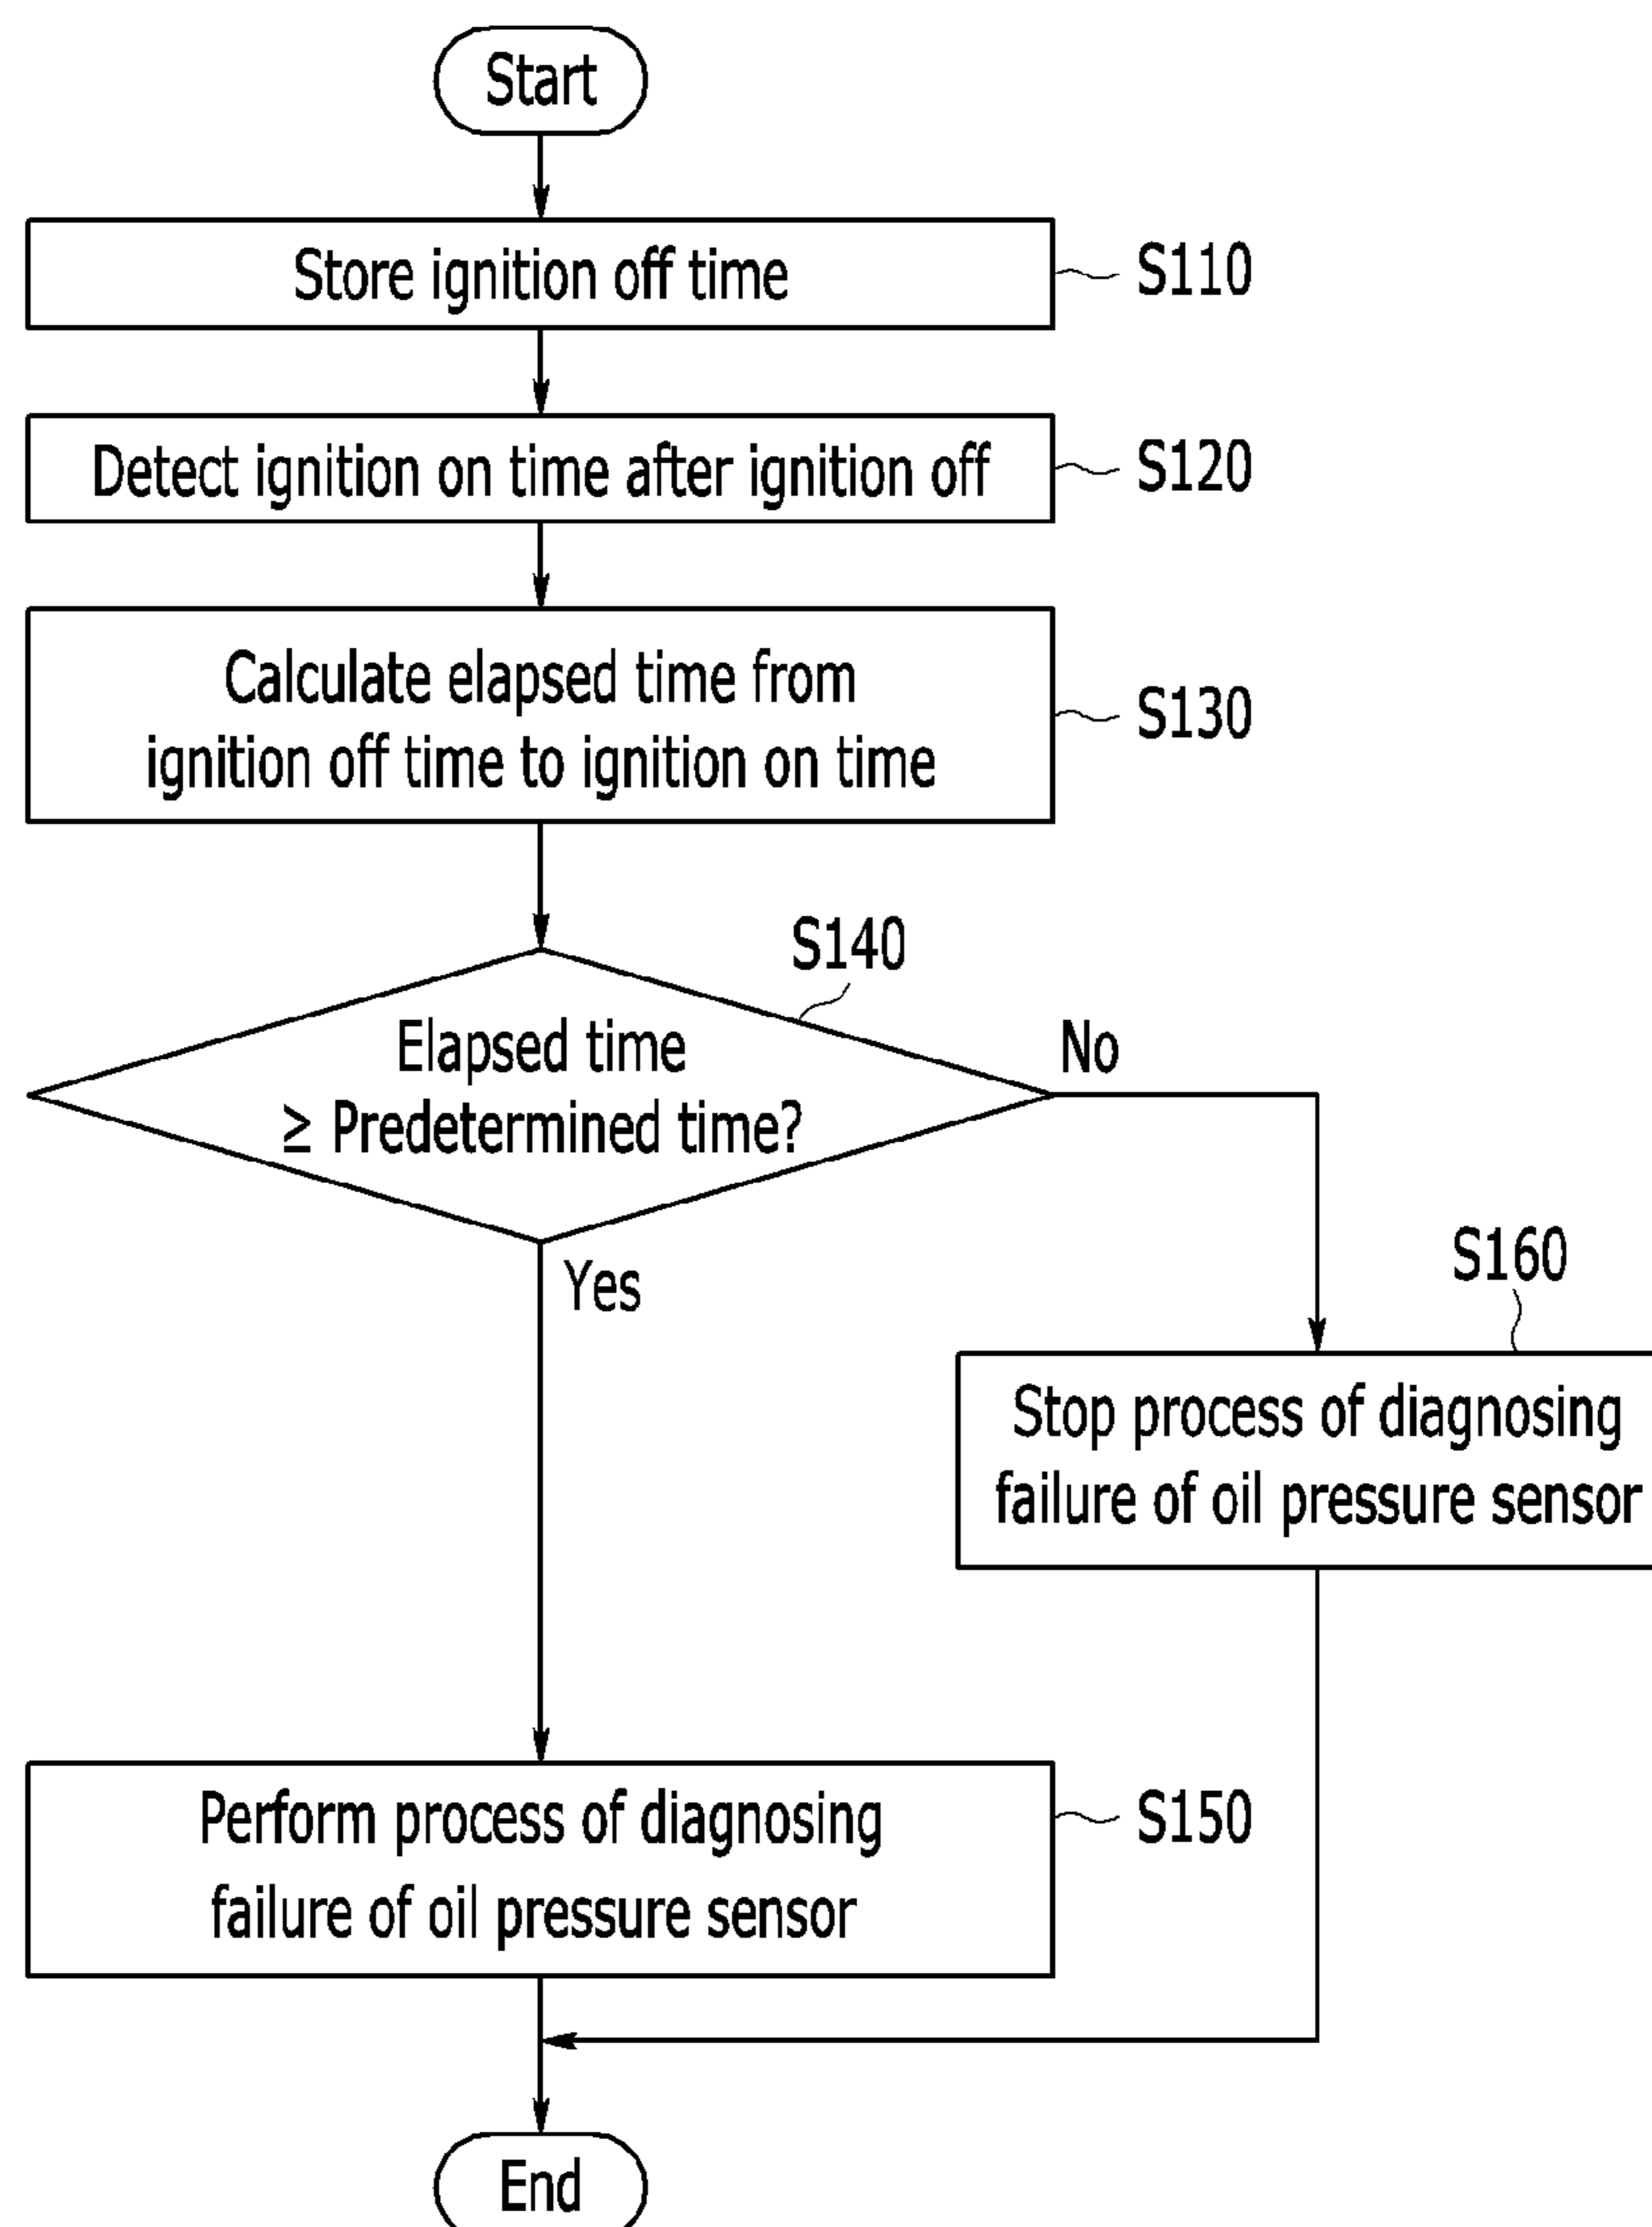 Start
Store ignition off time
S110
Detect ignition on time after ignition off
S120
Calculate elapsed time from
ignition off time to ignition on time
S130
S140
Elapsed time
≥ Predetermined time?
No
Yes
S160
Stop process of diagnosing
failure of oil pressure sensor
Perform process of diagnosing
failure of oil pressure sensor
S150
End